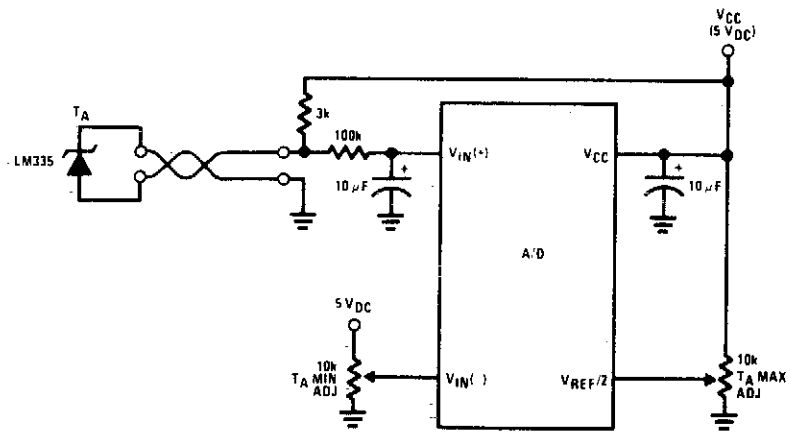 VCC
(5 VDC)
TA
3k
LM335
100k
VIN(+)
VCC
10 μF
+
+
10 μF
A/D
5 VDC
10k
TA MIN
ADJ
VIN( )
VREF/2
10k
TA MAX
ADJ